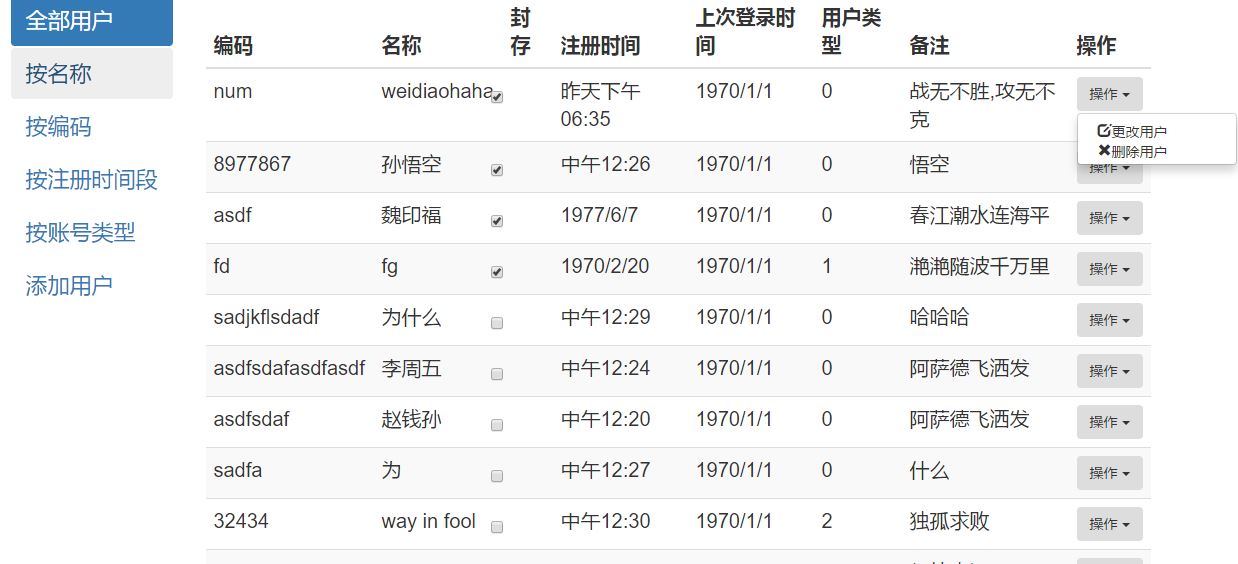 全部用户
按名称
按编码
按注册时间段
按账号类型
添加用户
编码 名称 封存 注册时间 上次登录时间 用户类型 备注 操作
num weidiaohaha 昨天下午 06:35 1970/1/1 0 战无不胜,攻无不克 操作
更改用户
删除用户
8977867 孙悟空 中午12:26 1970/1/1 0 悟空 操作
asdf 魏印福 1977/6/7 1970/1/1 0 春江潮水连海平 操作
fd fg 1970/2/20 1970/1/1 1 滟滟随波千万里 操作
sadjkflsdadf 为什么 中午12:29 1970/1/1 0 哈哈哈 操作
asdfsdafasdfasdf 李周五 中午12:24 1970/1/1 0 阿萨德飞洒发 操作
asdfsdaf 赵钱孙 中午12:20 1970/1/1 0 阿萨德飞洒发 操作
sadfa 为 中午12:27 1970/1/1 0 什么 操作
32434 way in fool 中午12:30 1970/1/1 2 独孤求败 操作